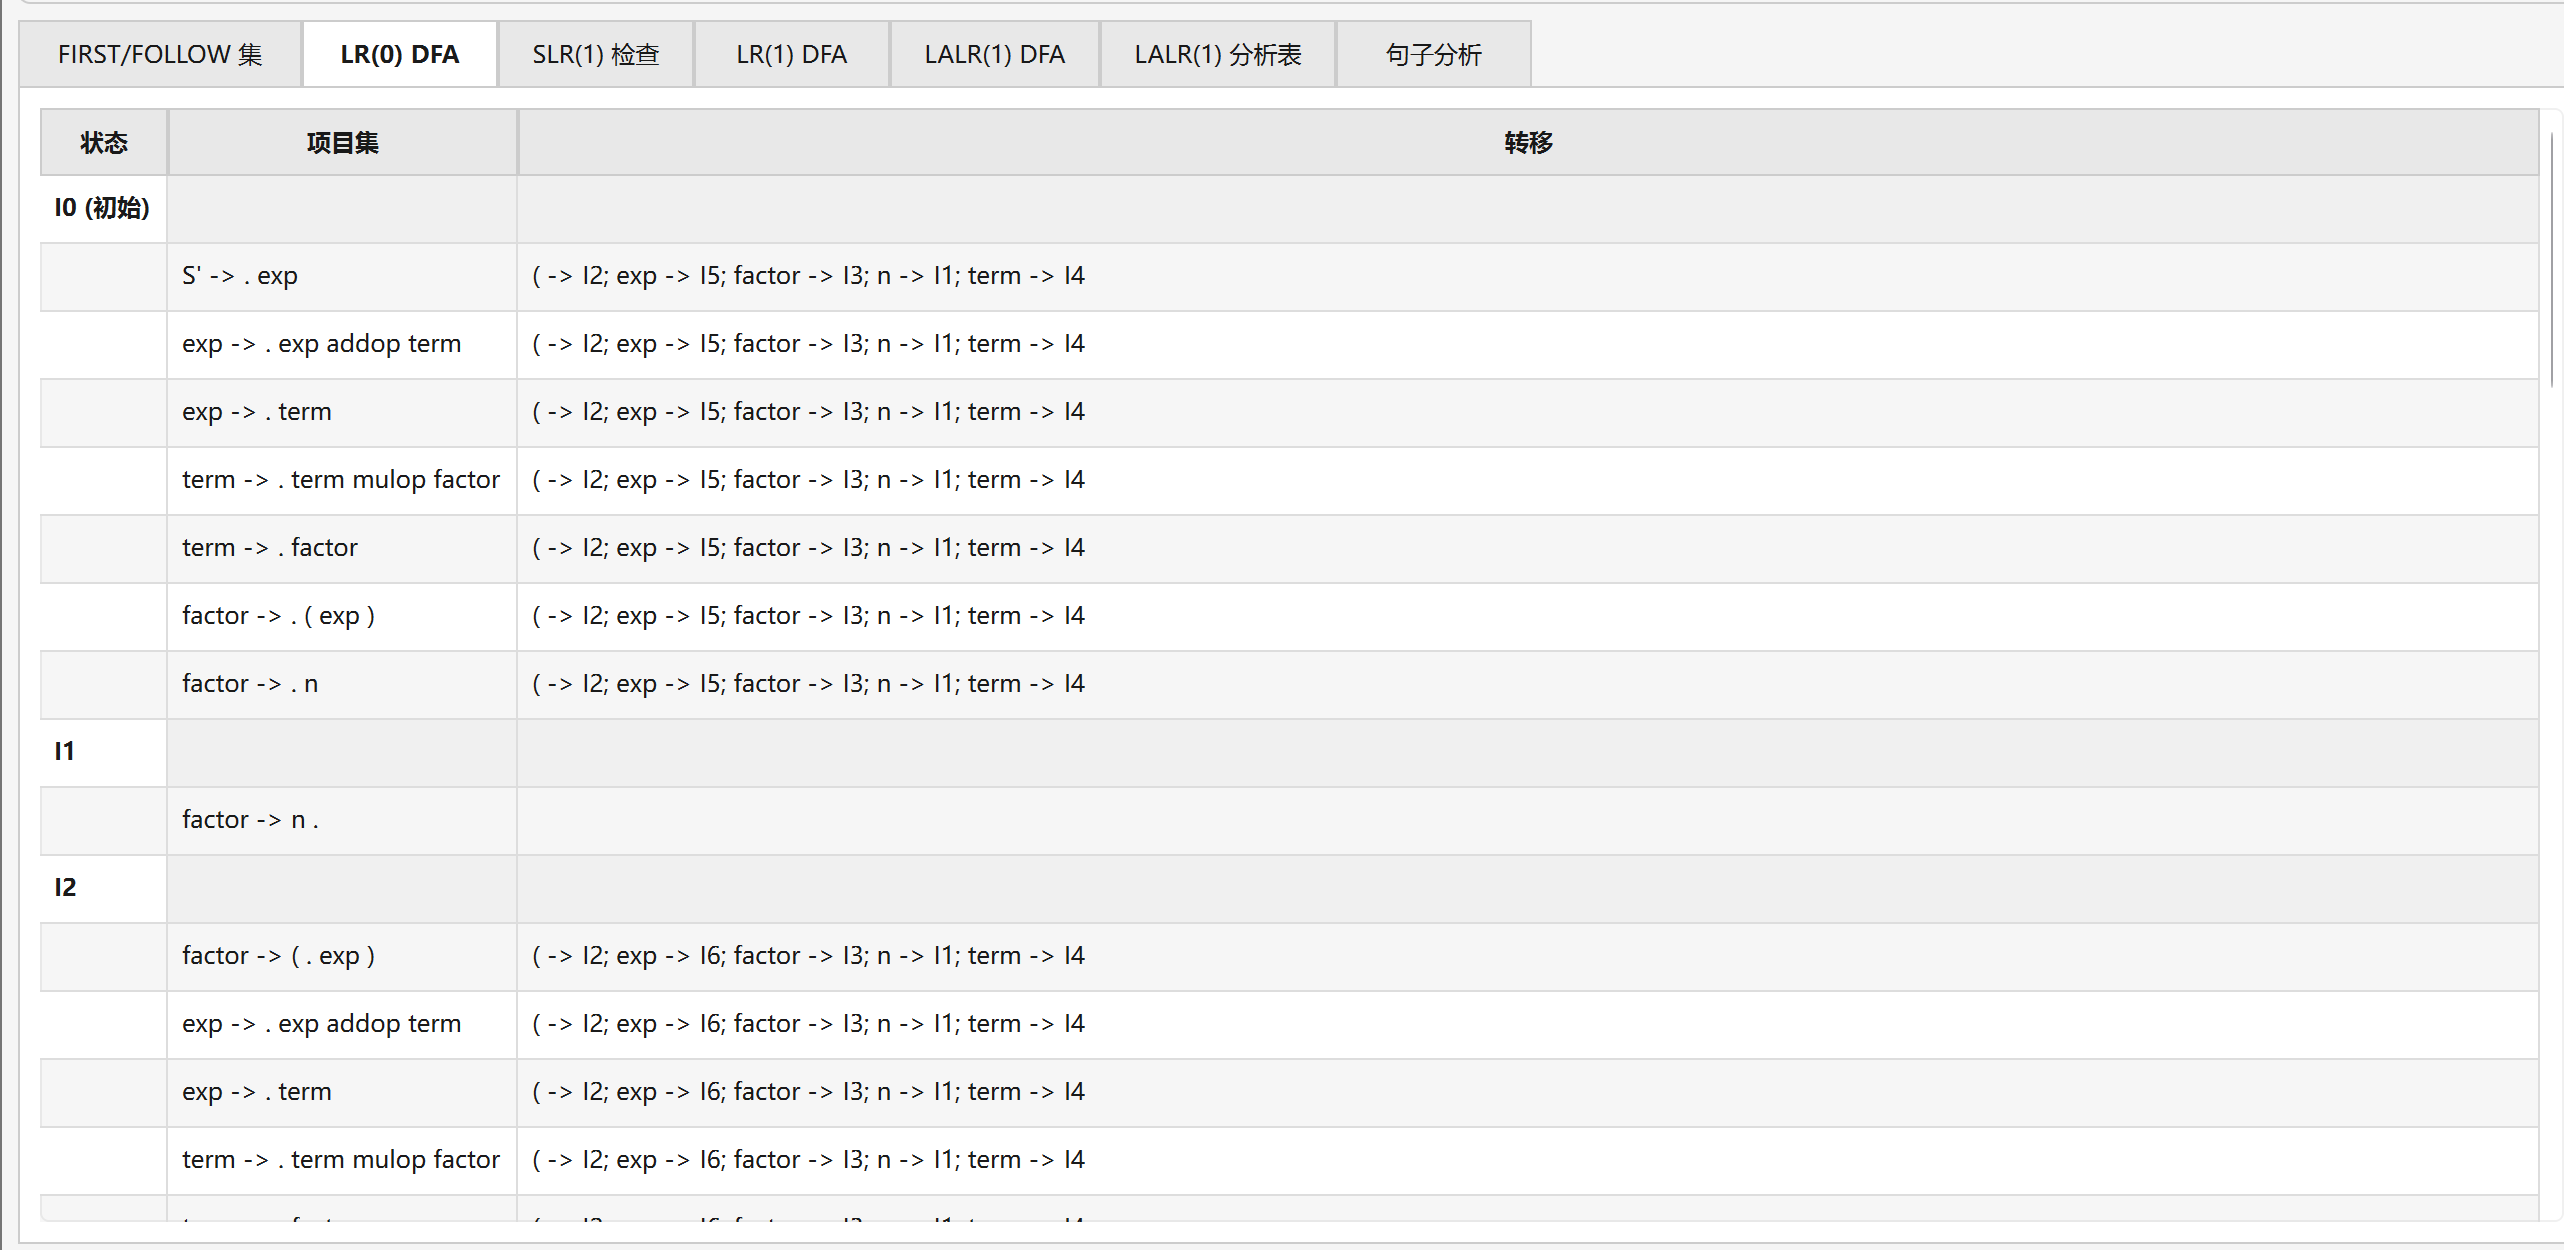 FIRST/FOLLOW 集 LR(0) DFA SLR(1) 检查 LR(1) DFA LALR(1) DFA LALR(1) 分析表 句子分析
状态 项目集 转移
I0 (初始)
S' -> . exp ( -> I2; exp -> I5; factor -> I3; n -> I1; term -> I4
exp -> . exp addop term ( -> I2; exp -> I5; factor -> I3; n -> I1; term -> I4
exp -> . term ( -> I2; exp -> I5; factor -> I3; n -> I1; term -> I4
term -> . term mulop factor ( -> I2; exp -> I5; factor -> I3; n -> I1; term -> I4
term -> . factor ( -> I2; exp -> I5; factor -> I3; n -> I1; term -> I4
factor -> . ( exp ) ( -> I2; exp -> I5; factor -> I3; n -> I1; term -> I4
factor -> . n ( -> I2; exp -> I5; factor -> I3; n -> I1; term -> I4
I1
factor -> n .
I2
factor -> ( . exp ) ( -> I2; exp -> I6; factor -> I3; n -> I1; term -> I4
exp -> . exp addop term ( -> I2; exp -> I6; factor -> I3; n -> I1; term -> I4
exp -> . term ( -> I2; exp -> I6; factor -> I3; n -> I1; term -> I4
term -> . term mulop factor ( -> I2; exp -> I6; factor -> I3; n -> I1; term -> I4